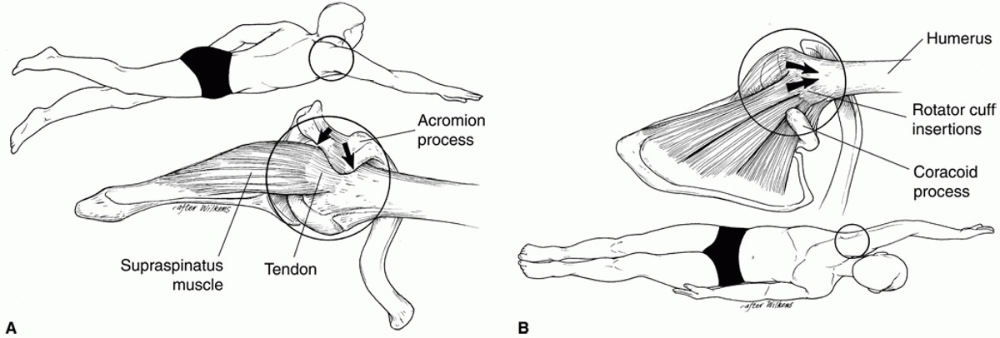 Acromion
process
after Wilkens
Supraspinatus
muscle
Tendon
A
Humerus
Rotator cuff
insertions
Coracoid
process
after Wilkens
B